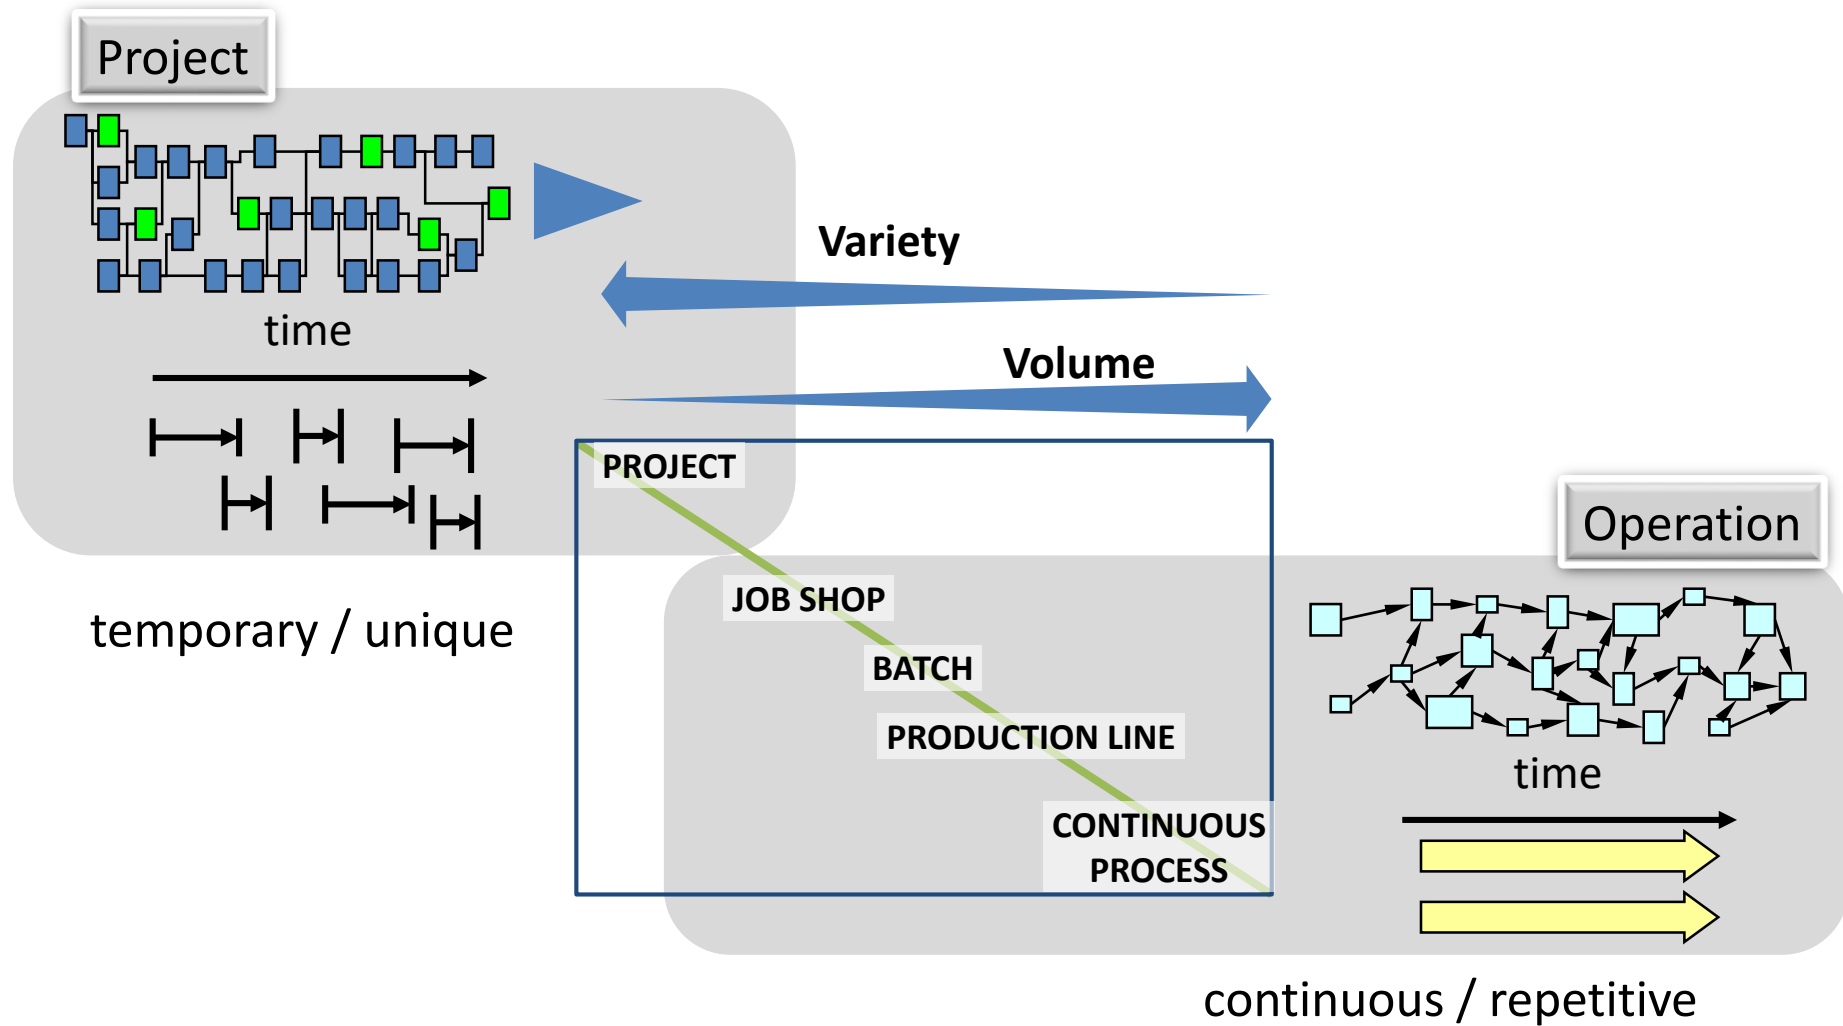 Project
time
temporary / unique
Variety
Volume
PROJECT
JOB SHOP
BATCH
PRODUCTION LINE
CONTINUOUS
PROCESS
Operation
time
continuous / repetitive